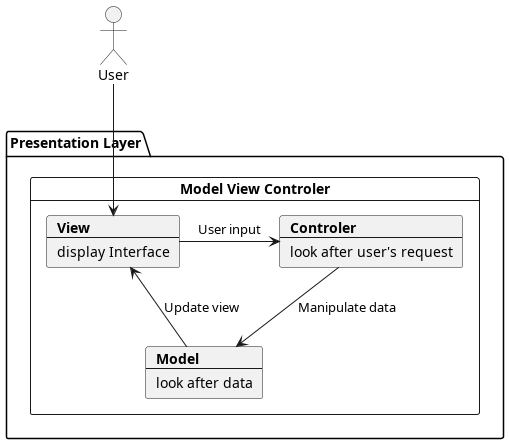 User
Presentation Layer
Model View Controler
View
display Interface
User input
Controler
look after user's request
Update view
Manipulate data
Model
look after data